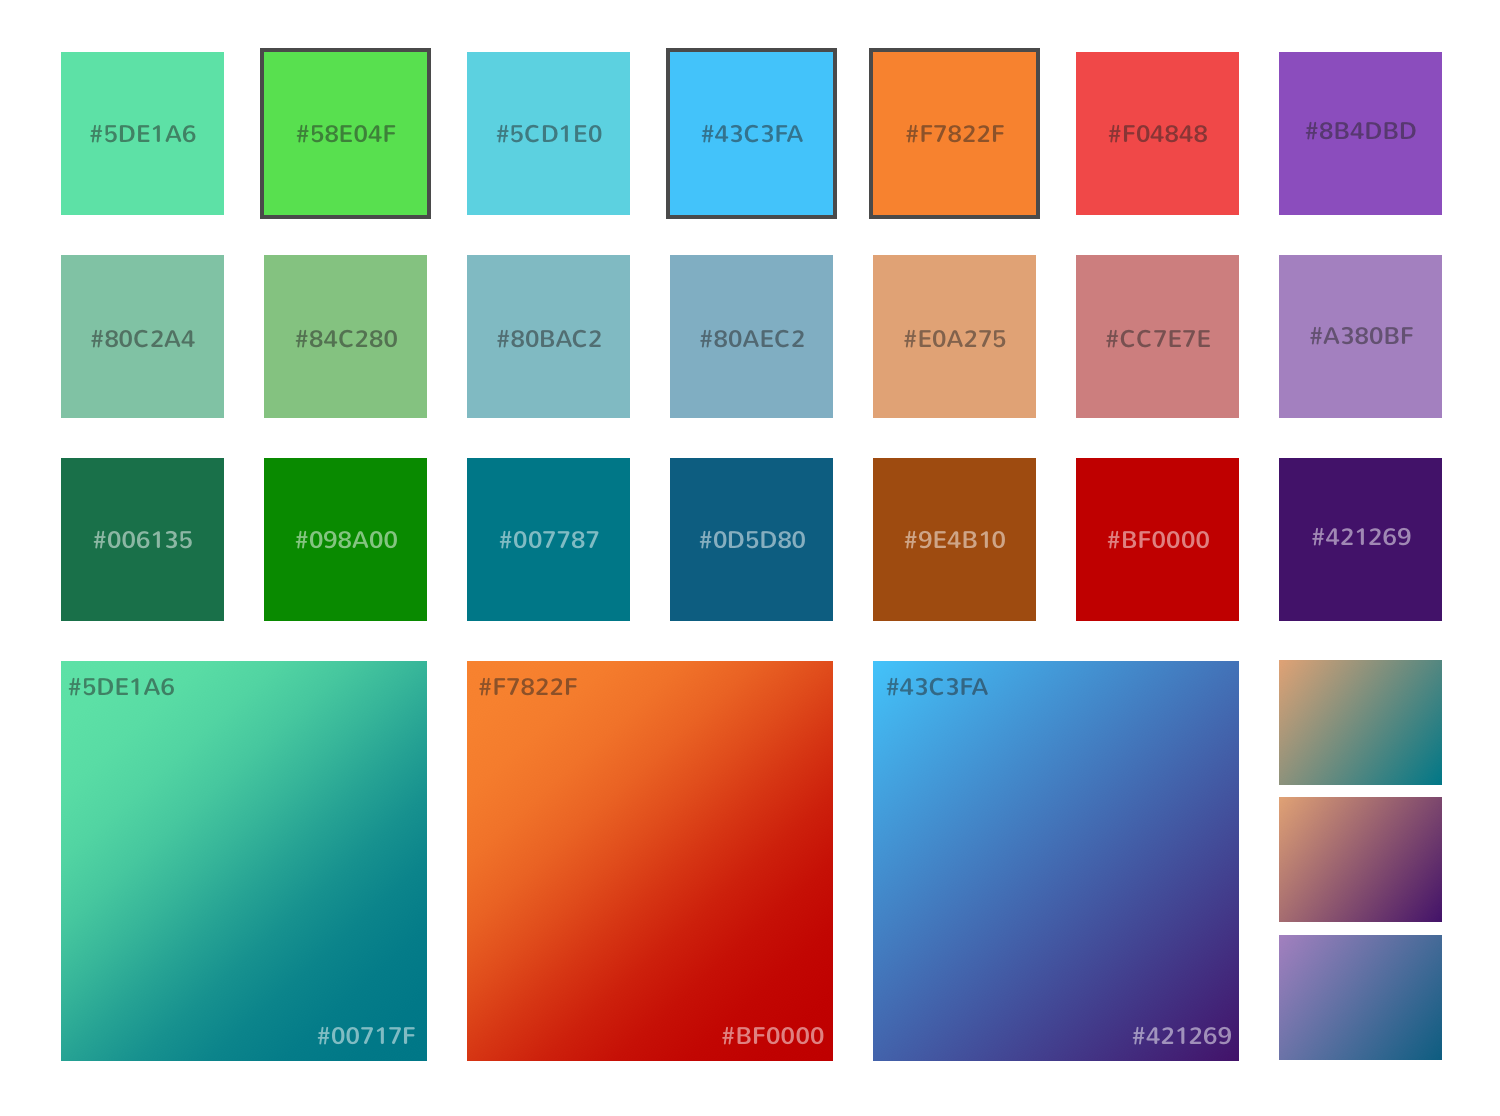 #5DE1A6
#58E04F
#5CD1E0
#43C3FA
#F7822F
#F04848
#8B4DBD
#80C2A4
#84C280
#80BAC2
#80AEC2
#E0A275
#CC7E7E
#A380BF
#006135
#098A00
#007787
#0D5D80
#9E4B10
#BF0000
#421269
#5DE1A6
#00717F
#F7822F
#BF0000
#43C3FA
#421269